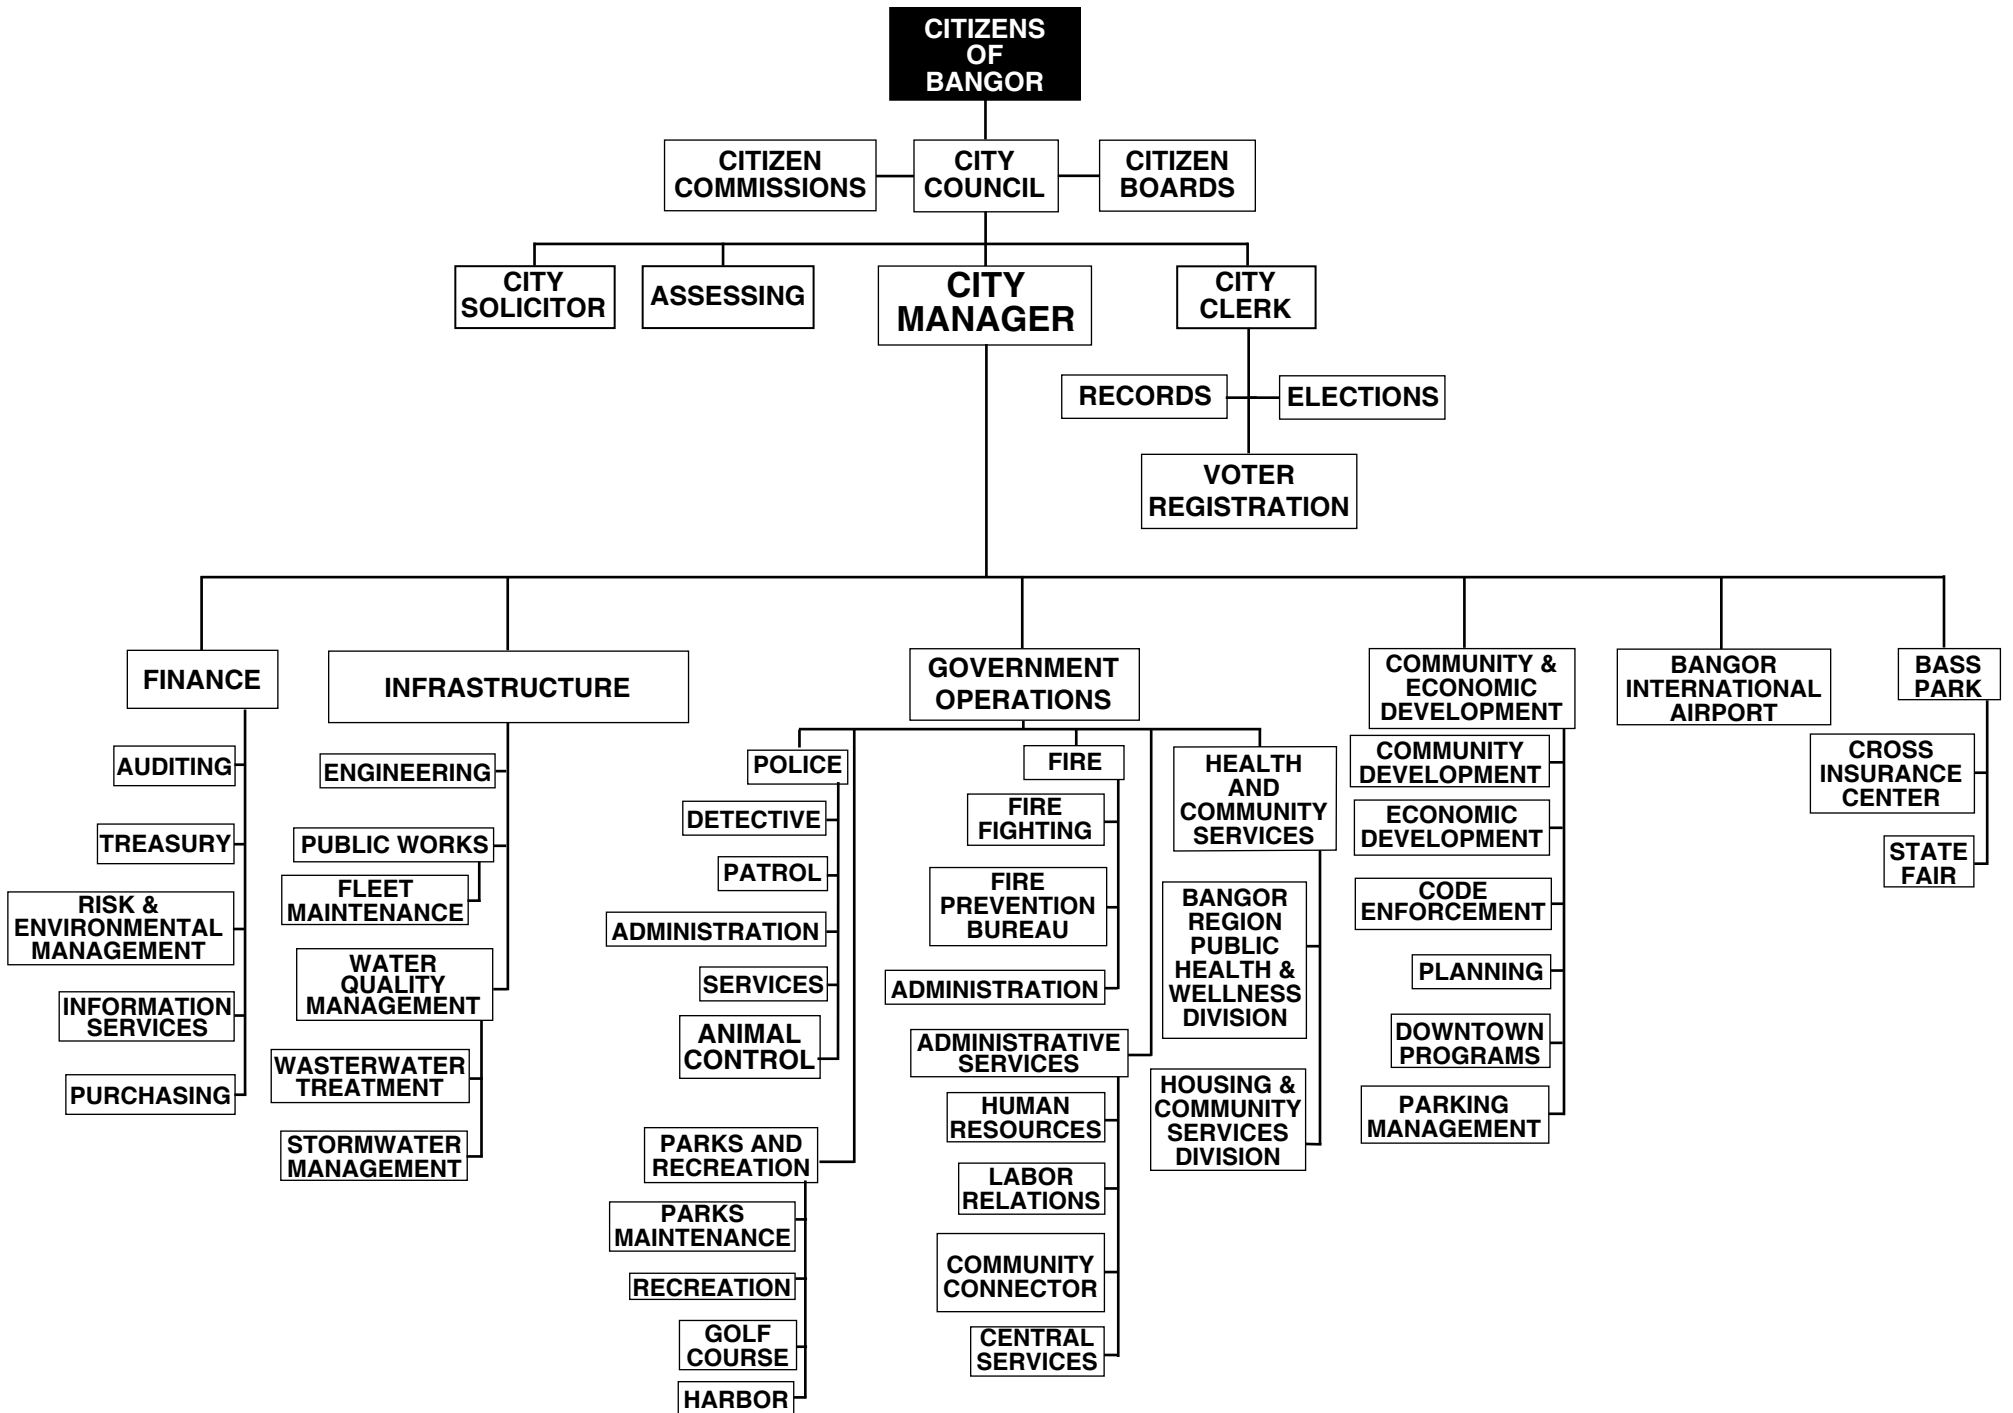 CITIZENS
OF
BANGOR
CITIZEN
COMMISSIONS
CITY
COUNCIL
CITIZEN
BOARDS
CITY
SOLICITOR
ASSESSING
CITY
MANAGER
CITY
CLERK
RECORDS
ELECTIONS
VOTER
REGISTRATION
FINANCE
AUDITING
TREASURY
RISK &
ENVIRONMENTAL
MANAGEMENT
INFORMATION
SERVICES
PURCHASING
INFRASTRUCTURE
ENGINEERING
PUBLIC WORKS
FLEET
MAINTENANCE
WATER
QUALITY
MANAGEMENT
WASTERWATER
TREATMENT
STORMWATER
MANAGEMENT
GOVERNMENT
OPERATIONS
POLICE
DETECTIVE
PATROL
ADMINISTRATION
SERVICES
ANIMAL
CONTROL
PARKS AND
RECREATION
PARKS
MAINTENANCE
RECREATION
GOLF
COURSE
HARBOR
FIRE
FIRE
FIGHTING
FIRE
PREVENTION
BUREAU
ADMINISTRATION
ADMINISTRATIVE
SERVICES
HUMAN
RESOURCES
LABOR
RELATIONS
COMMUNITY
CONNECTOR
CENTRAL
SERVICES
HEALTH
AND
COMMUNITY
SERVICES
BANGOR
REGION
PUBLIC
HEALTH &
WELLNESS
DIVISION
HOUSING &
COMMUNITY
SERVICES
DIVISION
COMMUNITY &
ECONOMIC
DEVELOPMENT
COMMUNITY
DEVELOPMENT
ECONOMIC
DEVELOPMENT
CODE
ENFORCEMENT
PLANNING
DOWNTOWN
PROGRAMS
PARKING
MANAGEMENT
BANGOR
INTERNATIONAL
AIRPORT
BASS
PARK
CROSS
INSURANCE
CENTER
STATE
FAIR